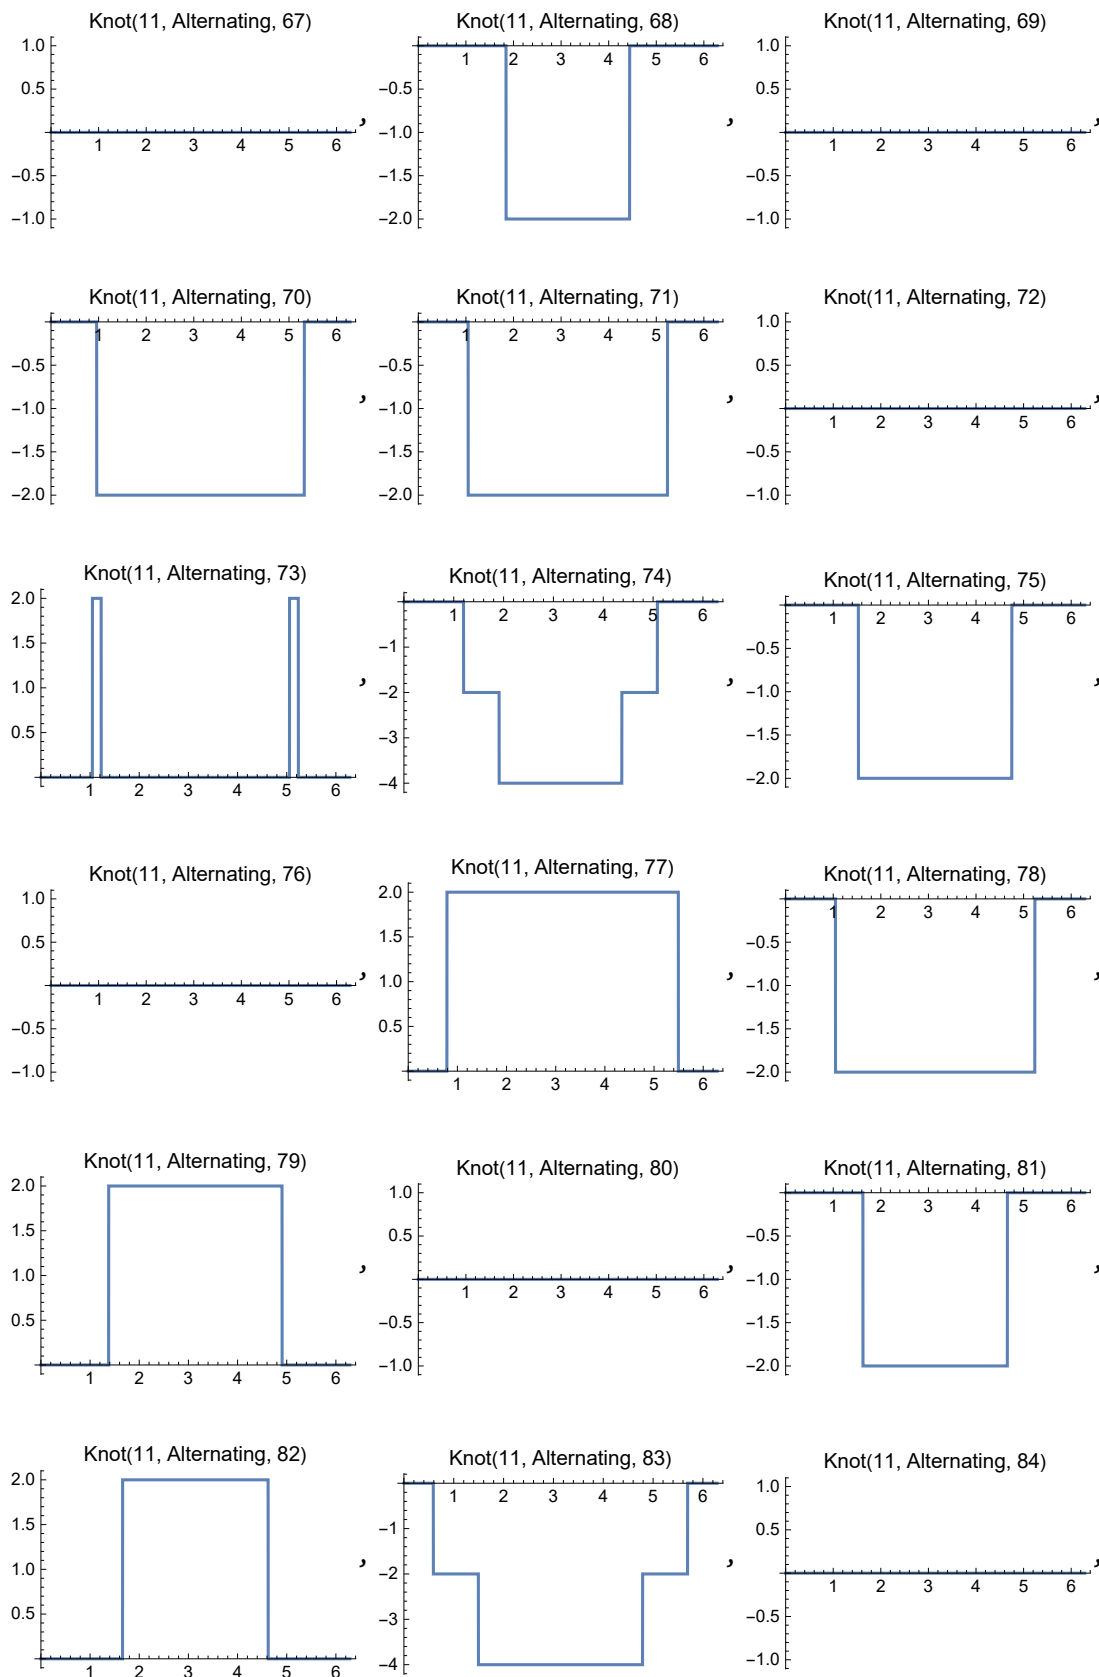 Knot(11, Alternating, 67)
1.0
0.5
1 2 3 4 5 6
-0.5
-1.0
,
Knot(11, Alternating, 68)
1 2 3 4 5 6
-0.5
-1.0
-1.5
-2.0
,
Knot(11, Alternating, 69)
1.0
0.5
1 2 3 4 5 6
-0.5
-1.0
,
Knot(11, Alternating, 70)
1 2 3 4 5 6
-0.5
-1.0
-1.5
-2.0
,
Knot(11, Alternating, 71)
1 2 3 4 5 6
-0.5
-1.0
-1.5
-2.0
,
Knot(11, Alternating, 72)
1.0
0.5
1 2 3 4 5 6
-0.5
-1.0
,
Knot(11, Alternating, 73)
2.0
1.5
1.0
0.5
1 2 3 4 5 6
,
Knot(11, Alternating, 74)
1 2 3 4 5 6
-1
-2
-3
-4
,
Knot(11, Alternating, 75)
1 2 3 4 5 6
-0.5
-1.0
-1.5
-2.0
,
Knot(11, Alternating, 76)
1.0
0.5
1 2 3 4 5 6
-0.5
-1.0
,
Knot(11, Alternating, 77)
2.0
1.5
1.0
0.5
1 2 3 4 5 6
,
Knot(11, Alternating, 78)
1 2 3 4 5 6
-0.5
-1.0
-1.5
-2.0
,
Knot(11, Alternating, 79)
2.0
1.5
1.0
0.5
1 2 3 4 5 6
,
Knot(11, Alternating, 80)
1.0
0.5
1 2 3 4 5 6
-0.5
-1.0
,
Knot(11, Alternating, 81)
1 2 3 4 5 6
-0.5
-1.0
-1.5
-2.0
,
Knot(11, Alternating, 82)
2.0
1.5
1.0
0.5
1 2 3 4 5 6
,
Knot(11, Alternating, 83)
1 2 3 4 5 6
-1
-2
-3
-4
,
Knot(11, Alternating, 84)
1.0
0.5
1 2 3 4 5 6
-0.5
-1.0
,